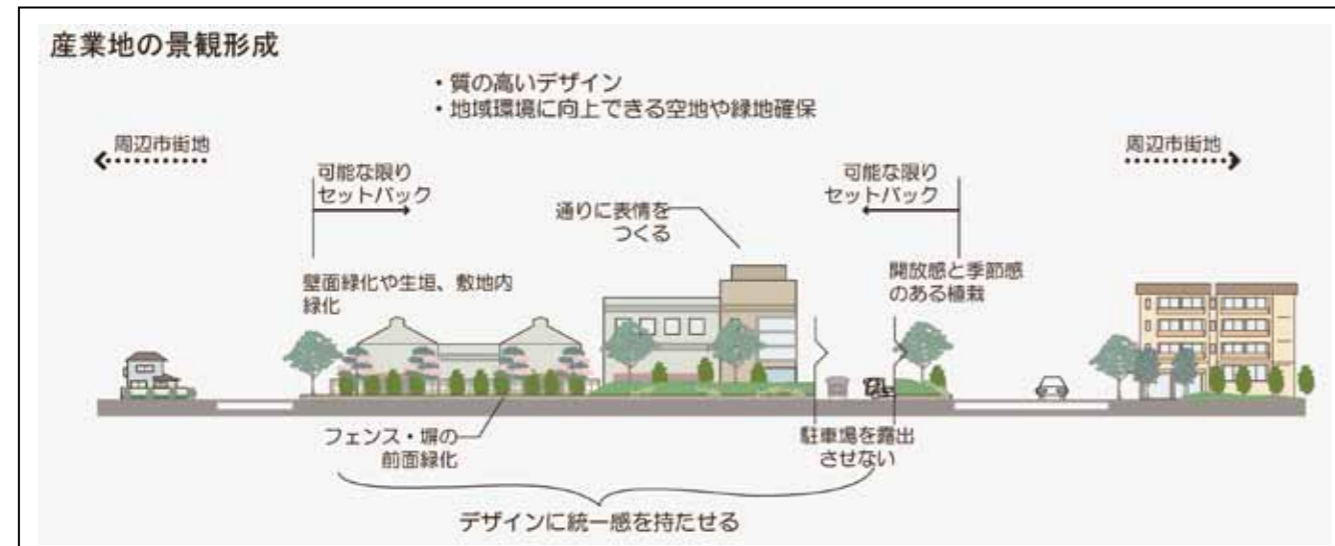 産業地の景観形成
・質の高いデザイン
・地域環境に向上できる空地や緑地確保
周辺市街地
周辺市街地
可能な限り
セットバック
可能な限り
セットバック
通りに表情を
つくる
壁面緑化や生垣、敷地内
緑化
開放感と季節感
のある植栽
フェンス・塀の
前面緑化
駐車場を露出
させない
デザインに統一感を持たせる